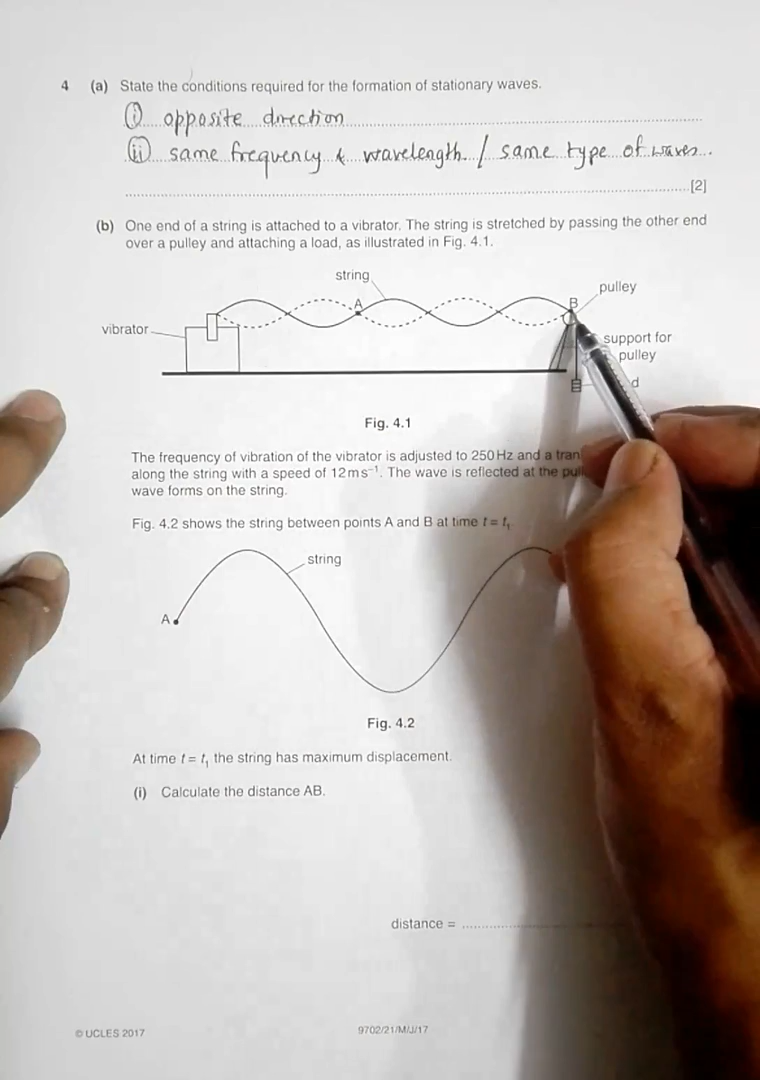 4 (a) State the conditions required for the formation of stationary waves.
(i) opposite direction
(ii) same frequency & wavelength / same type of waves.
[2]
(b) One end of a string is attached to a vibrator. The string is stretched by passing the other end
over a pulley and attaching a load, as illustrated in Fig. 4.1.
string
A
B
pulley
vibrator
support for
pulley
d
Fig. 4.1
The frequency of vibration of the vibrator is adjusted to 250 Hz and a tran
along the string with a speed of 12 m s⁻¹. The wave is reflected at the pul
wave forms on the string.
Fig. 4.2 shows the string between points A and B at time t = t₁.
string
A
Fig. 4.2
At time t = t₁ the string has maximum displacement.
(i) Calculate the distance AB.
distance =
© UCLES 2017
9702/21/M/J/17